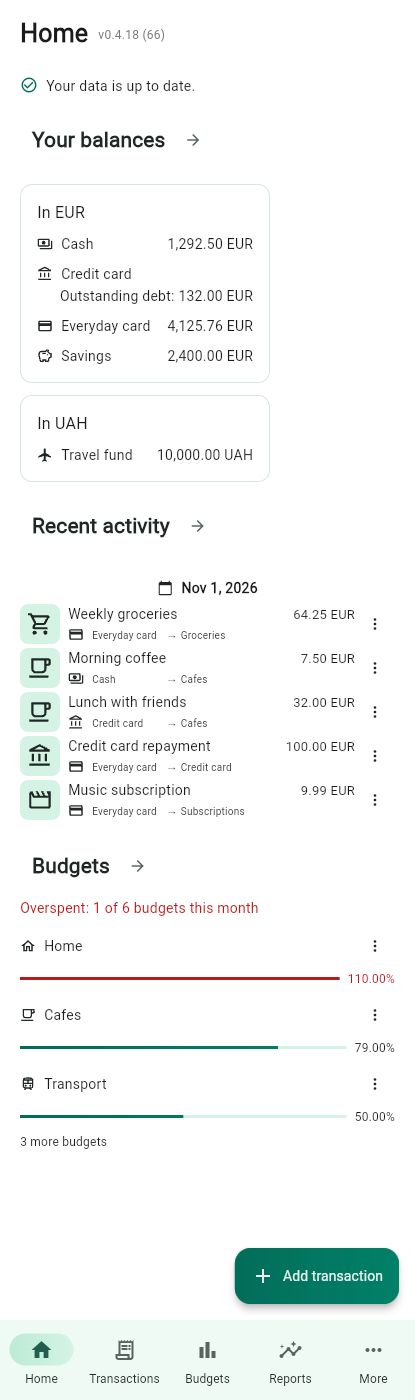 Home v0.4.18 (66)
Your data is up to date.
Your balances →
In EUR
Cash 1,292.50 EUR
Credit card
Outstanding debt: 132.00 EUR
Everyday card 4,125.76 EUR
Savings 2,400.00 EUR
In UAH
Travel fund 10,000.00 UAH
Recent activity →
Nov 1, 2026
Weekly groceries 64.25 EUR
Everyday card → Groceries
Morning coffee 7.50 EUR
Cash → Cafes
Lunch with friends 32.00 EUR
Credit card → Cafes
Credit card repayment 100.00 EUR
Everyday card → Credit card
Music subscription 9.99 EUR
Everyday card → Subscriptions
Budgets →
Overspent: 1 of 6 budgets this month
Home
110.00%
Cafes
79.00%
Transport
50.00%
3 more budgets
+ Add transaction
Home Transactions Budgets Reports More